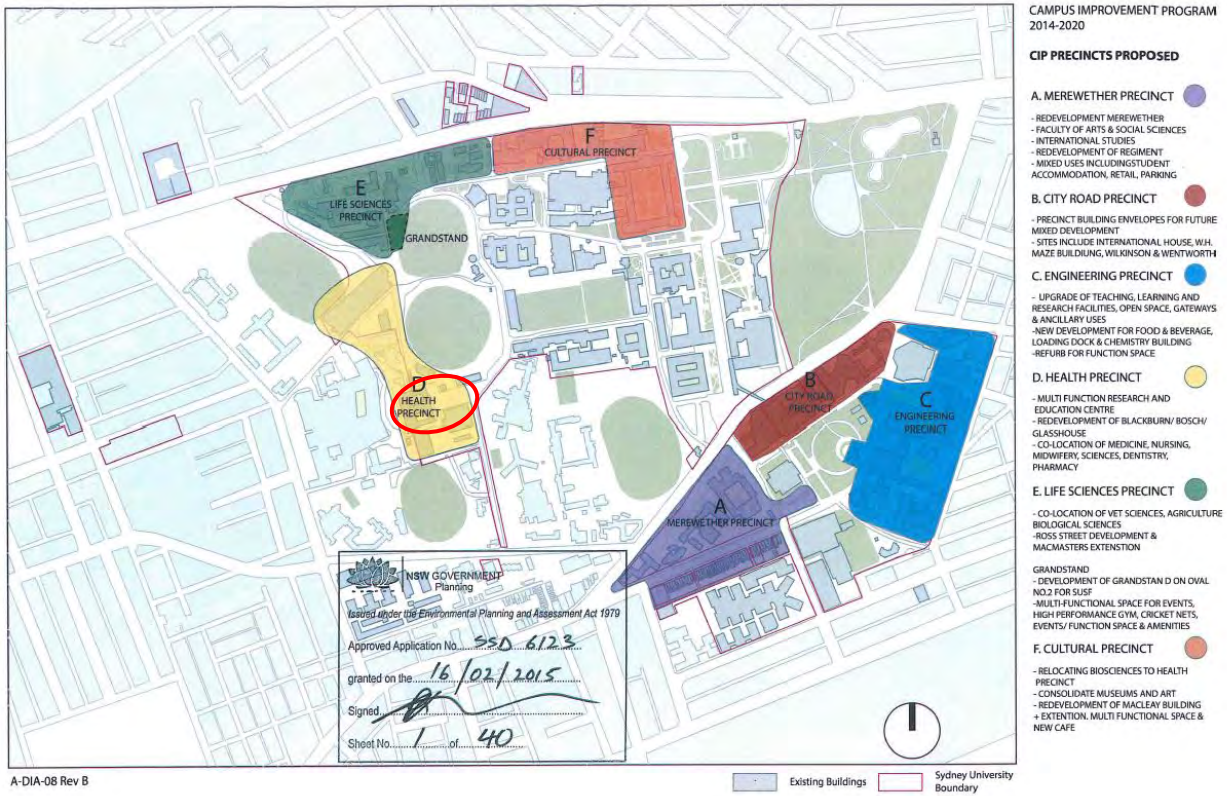 CAMPUS IMPROVEMENT PROGRAM
2014-2020
CIP PRECINCTS PROPOSED
A. MEREWETHER PRECINCT
- REDEVELOPMENT MEREWETHER
- FACULTY OF ARTS & SOCIAL SCIENCES
- INTERNATIONAL STUDIES
- REDEVELOPMENT OF REGIMENT
- MIXED USES INCLUDINGSTUDENT
ACCOMMODATION, RETAIL, PARKING
B. CITY ROAD PRECINCT
- PRECINCT BUILDING ENVELOPES FOR FUTURE
MIXED DEVELOPMENT
- SITES INCLUDE INTERNATIONAL HOUSE, W.H.
MAZE BUILDIUNG, WILKINSON & WENTWORTH
C. ENGINEERING PRECINCT
- UPGRADE OF TEACHING, LEARNING AND
RESEARCH FACILITIES, OPEN SPACE, GATEWAYS
& ANCILLARY USES
-NEW DEVELOPMENT FOR FOOD & BEVERAGE,
LOADING DOCK & CHEMISTRY BUILDING
-REFURB FOR FUNCTION SPACE
D. HEALTH PRECINCT
- MULTI FUNCTION RESEARCH AND
EDUCATION CENTRE
- REDEVELOPMENT OF BLACKBURN/ BOSCH/
GLASSHOUSE
- CO-LOCATION OF MEDICINE, NURSING,
MIDWIFERY, SCIENCES, DENTISTRY,
PHARMACY
E. LIFE SCIENCES PRECINCT
- CO-LOCATION OF VET SCIENCES, AGRICULTURE
BIOLOGICAL SCIENCES
-ROSS STREET DEVELOPMENT &
MACMASTERS EXTENSTION
GRANDSTAND
- DEVELOPMENT OF GRANDSTAN D ON OVAL
NO.2 FOR SUSF
-MULTI-FUNCTIONAL SPACE FOR EVENTS,
HIGH PERFORMANCE GYM, CRICKET NETS,
EVENTS/ FUNCTION SPACE & AMENITIES
F. CULTURAL PRECINCT
- RELOCATING BIOSCIENCES TO HEALTH
PRECINCT
- CONSOLIDATE MUSEUMS AND ART
- REDEVELOPMENT OF MACLEAY BUILDING
+ EXTENTION. MULTI FUNCTIONAL SPACE &
NEW CAFE
F
CULTURAL PRECINCT
E
LIFE SCIENCES
PRECINCT
GRANDSTAND
D
HEALTH
PRECINCT
B
CITY ROAD
PRECINCT
C
ENGINEERING
PRECINCT
A
MEREWETHER PRECINCT
NSW GOVERNMENT
Planning
Issued under the Environmental Planning and Assessment Act 1979
Approved Application No. SSD 6123
granted on the 16/02/2015
Signed
Sheet No. 1 of 40
A-DIA-08 Rev B
Existing Buildings
Sydney University
Boundary